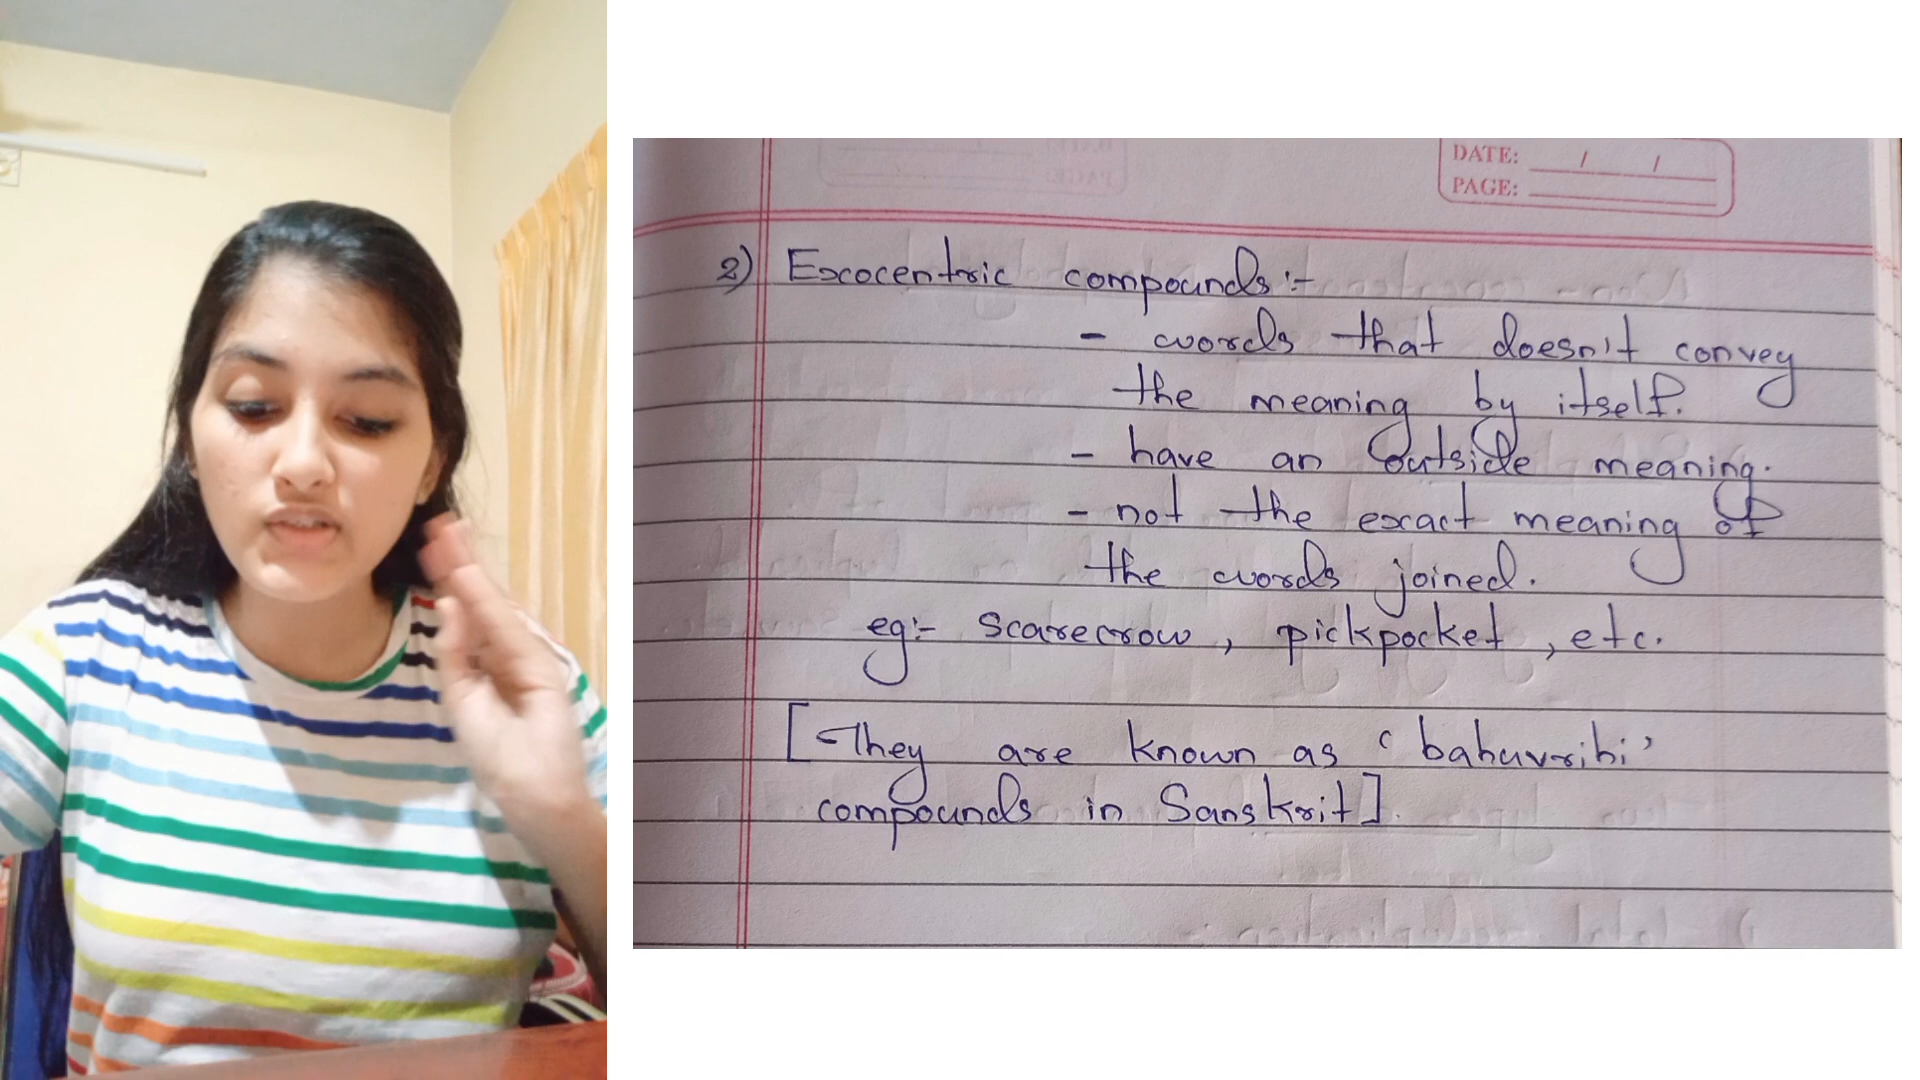 DATE: / /
PAGE:
2) Exocentric compounds :-
- words that doesn't convey
the meaning by itself.
- have an outside meaning.
- not the exact meaning of
the words joined.
eg:- Scarecrow, pickpocket, etc.
[They are known as 'bahuvrihi'
compounds in Sanskrit].